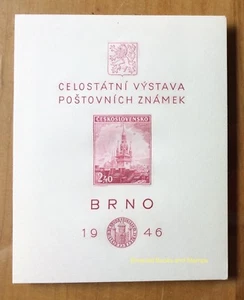 CELOSTÁTNÍ VÝSTAVA
POŠTOVNÍCH ZNÁMEK
ČESKOSLOVENSKO
2.40
BRNO
19 46